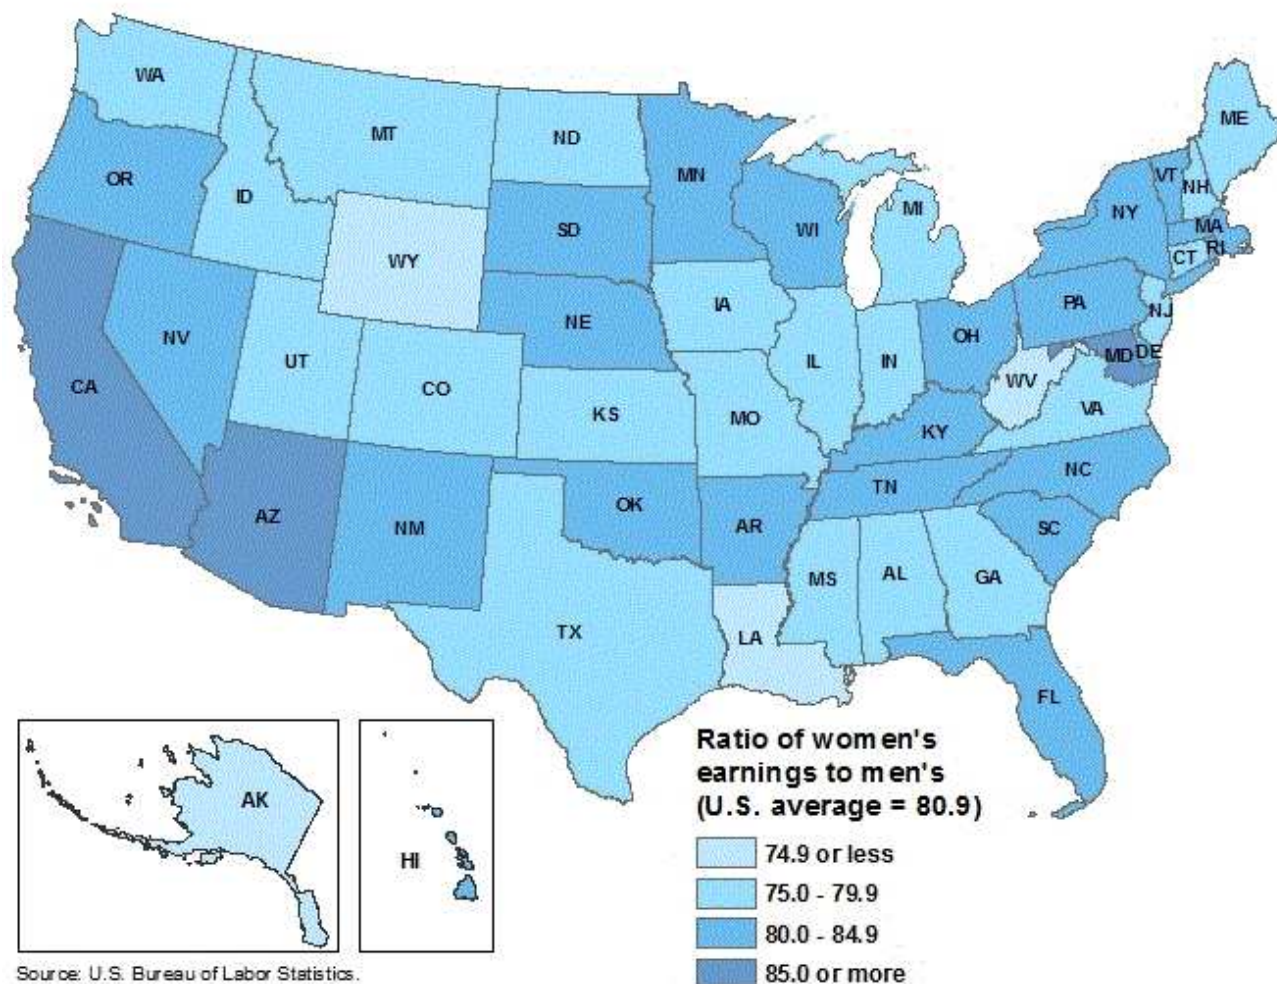 WA
MT
ND
MN
ME
VT
NH
OR
ID
SD
WI
MI
NY
MA
RI
CT
WY
IA
NE
PA
NJ
OH
NV
UT
CO
IL
IN
MD
DE
WV
VA
CA
KS
MO
KY
NC
TN
AZ
NM
OK
AR
SC
MS
AL
GA
TX
LA
FL
AK
HI
Ratio of women's
earnings to men's
(U.S. average = 80.9)
74.9 or less
75.0 - 79.9
80.0 - 84.9
85.0 or more
Source: U.S. Bureau of Labor Statistics.